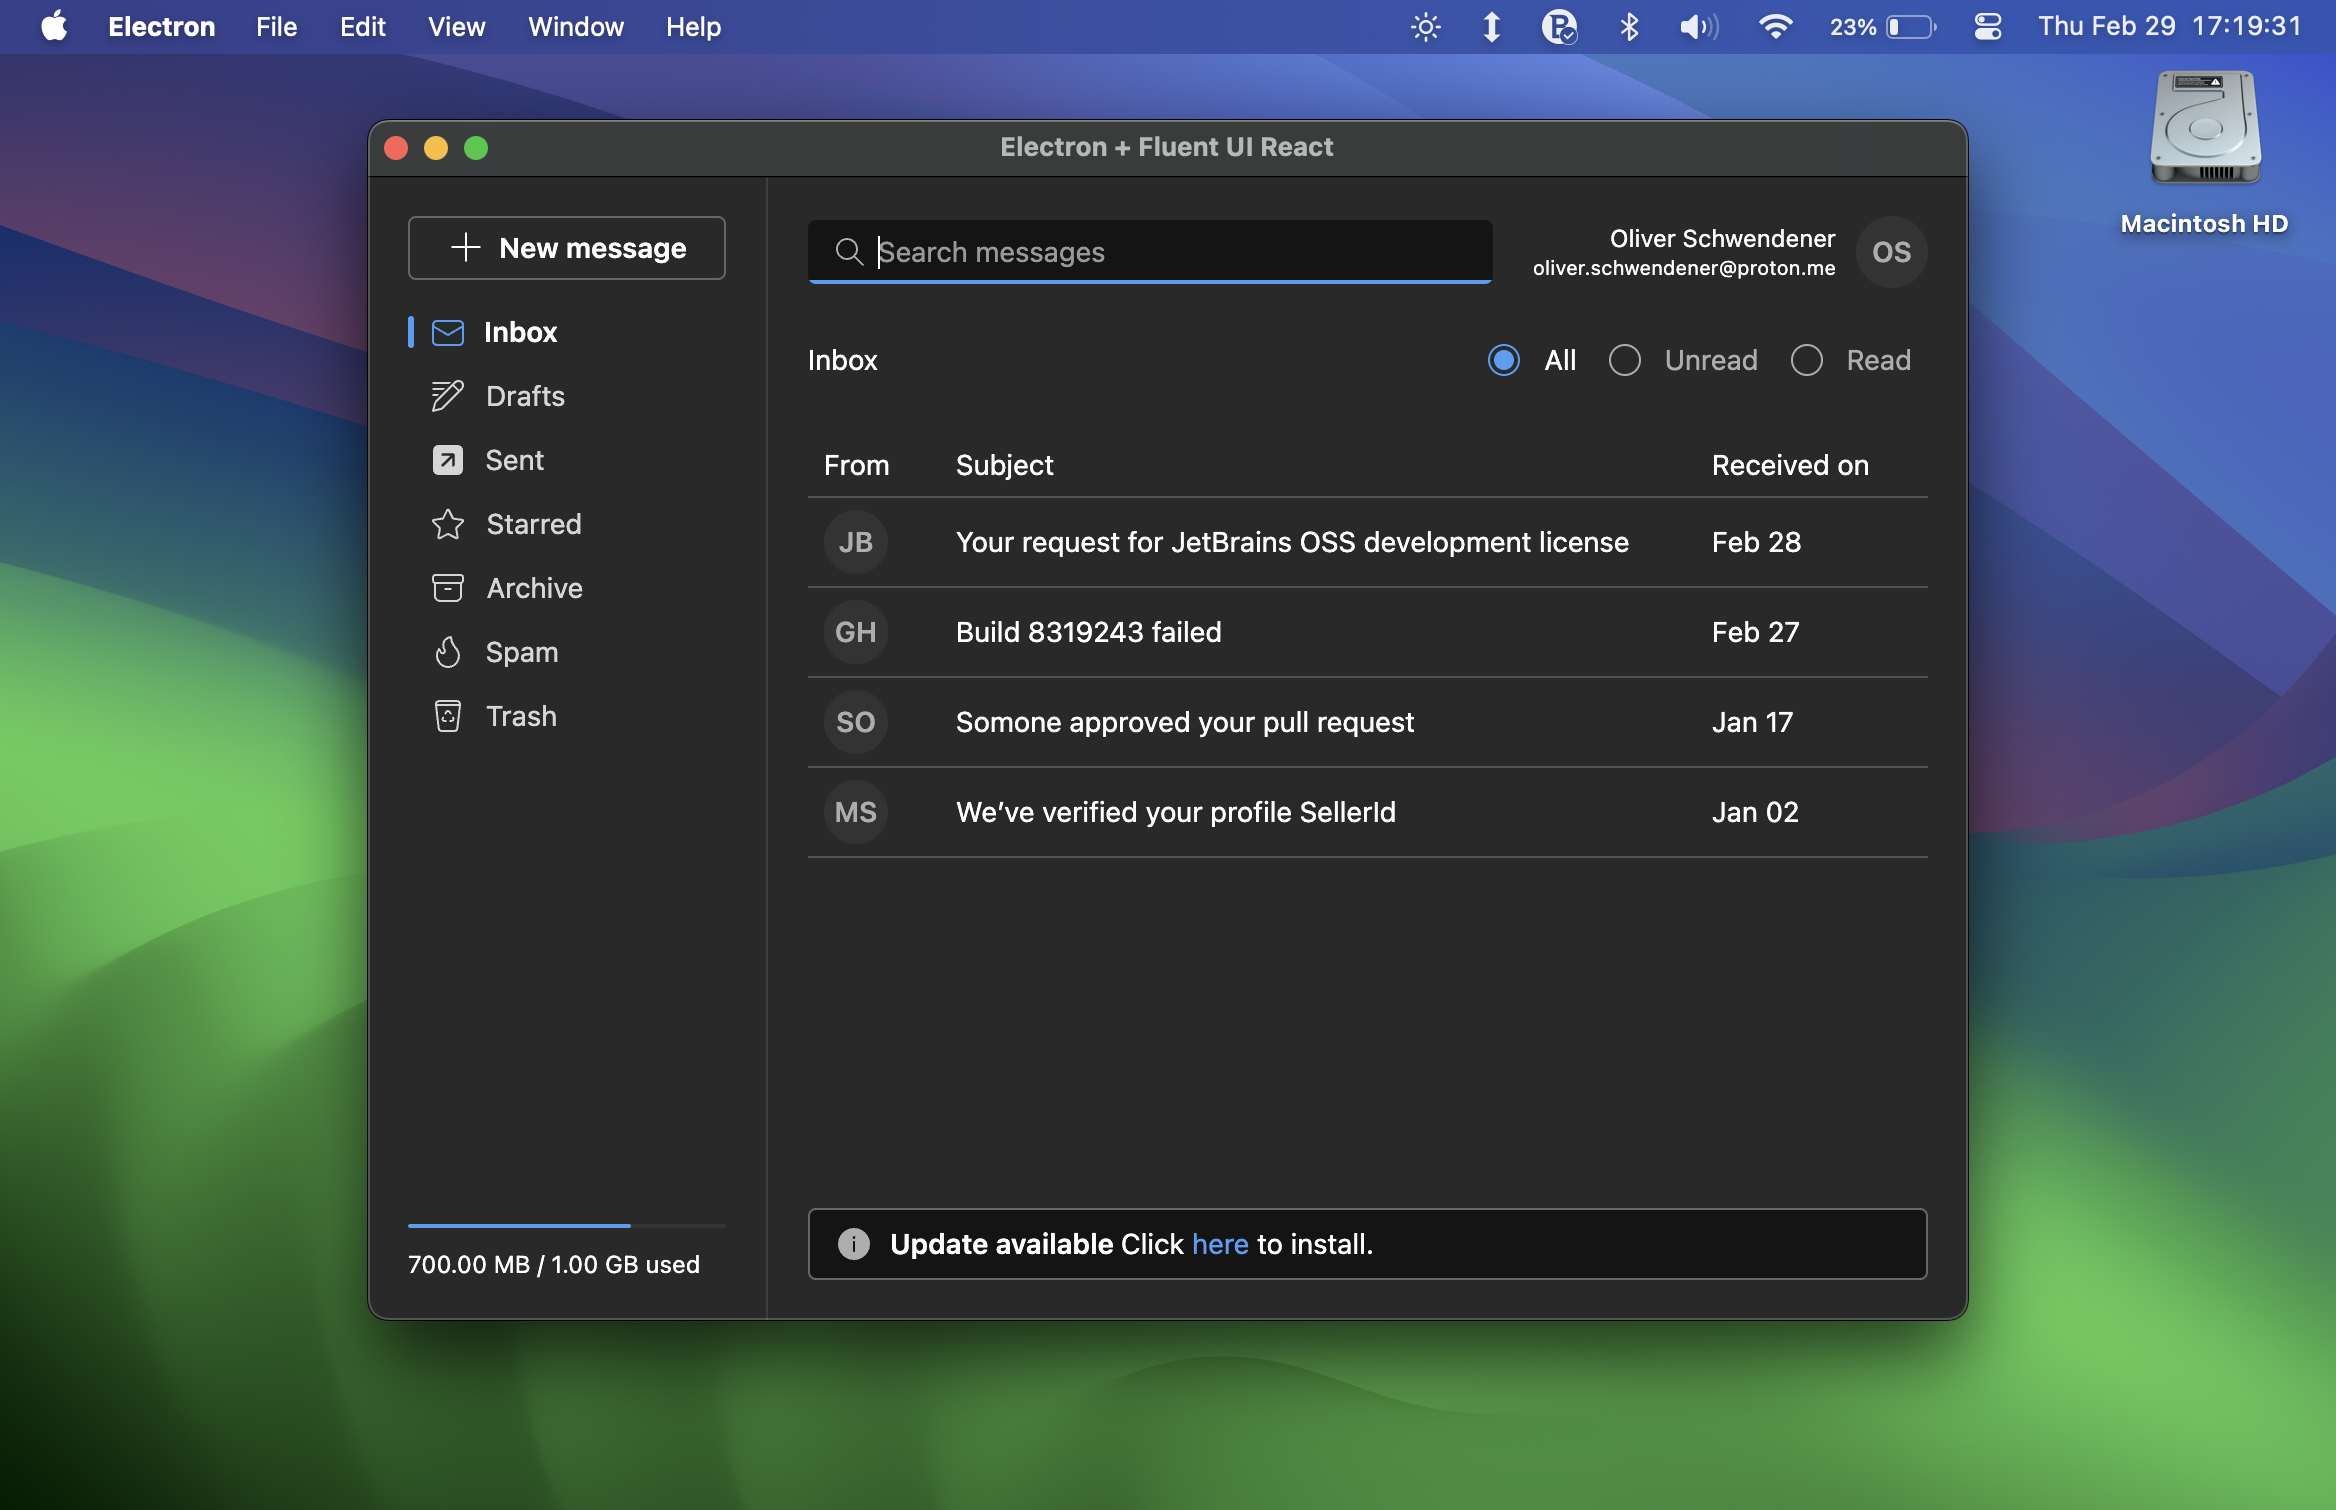 Electron File Edit View Window Help 23% Thu Feb 29 17:19:31
Macintosh HD
Electron + Fluent UI React
New message
Inbox
Drafts
Sent
Starred
Archive
Spam
Trash
700.00 MB / 1.00 GB used
Search messages
Oliver Schwendener
oliver.schwendener@proton.me
OS
Inbox All Unread Read
From Subject Received on
JB Your request for JetBrains OSS development license Feb 28
GH Build 8319243 failed Feb 27
SO Somone approved your pull request Jan 17
MS We’ve verified your profile SellerId Jan 02
Update available Click here to install.